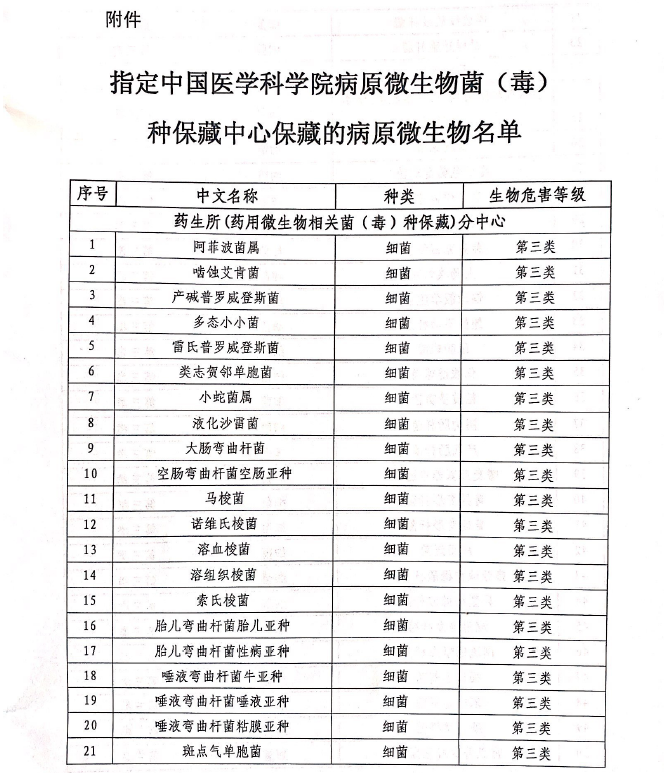 附件
指定中国医学科学院病原微生物菌（毒）
种保藏中心保藏的病原微生物名单
序号 中文名称 种类 生物危害等级
药生所(药用微生物相关菌（毒）种保藏)分中心
1 阿菲波菌属 细菌 第三类
2 啮蚀艾肯菌 细菌 第三类
3 产碱普罗威登斯菌 细菌 第三类
4 多态小小菌 细菌 第三类
5 雷氏普罗威登斯菌 细菌 第三类
6 类志贺邻单胞菌 细菌 第三类
7 小蛇菌属 细菌 第三类
8 液化沙雷菌 细菌 第三类
9 大肠弯曲杆菌 细菌 第三类
10 空肠弯曲杆菌空肠亚种 细菌 第三类
11 马梭菌 细菌 第三类
12 诺维氏梭菌 细菌 第三类
13 溶血梭菌 细菌 第三类
14 溶组织梭菌 细菌 第三类
15 索氏梭菌 细菌 第三类
16 胎儿弯曲杆菌胎儿亚种 细菌 第三类
17 胎儿弯曲杆菌性病亚种 细菌 第三类
18 唾液弯曲杆菌牛亚种 细菌 第三类
19 唾液弯曲杆菌唾液亚种 细菌 第三类
20 唾液弯曲杆菌粘膜亚种 细菌 第三类
21 斑点气单胞菌 细菌 第三类